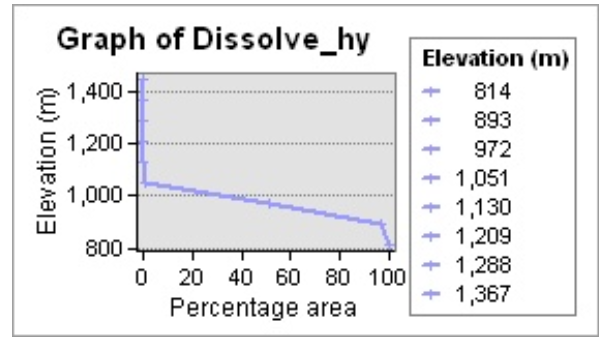 Graph of Dissolve_hy
Elevation (m)
1,400
1,200
1,000
800
0 20 40 60 80 100
Percentage area
Elevation (m)
814
893
972
1,051
1,130
1,209
1,288
1,367